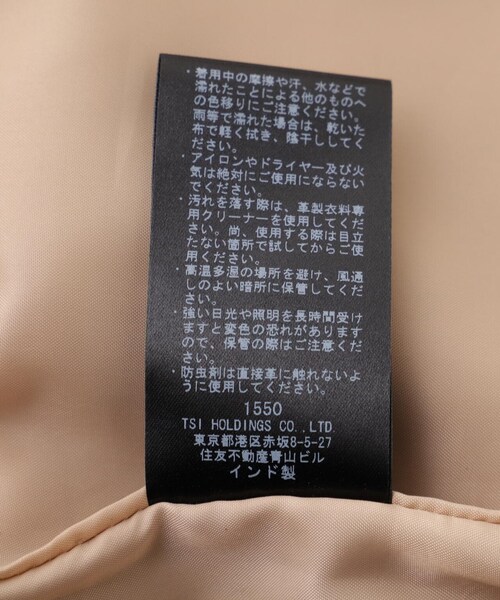 ・着用中の摩擦や汗、水などで
濡れたことによる他のものへ
の色移りにご注意ください。
雨等で濡れた場合は、乾いた
布で軽く拭き、陰干ししてく
ださい。
・アイロンやドライヤー及び火
気は絶対にご使用にならない
でください。
・汚れを落す際は、革製衣料専
用クリーナーを使用してくだ
さい。尚、使用する際は目立
たない箇所で試してからご使
用ください。
・高温多湿の場所を避け、風通
しのよい暗所に保管してくだ
さい。
・強い日光や照明を長時間受け
ますと変色の恐れがあります
ので、保管の際はご注意くだ
さい。
・防虫剤は直接革に触れないよ
うに使用してください。
1550
TSI HOLDINGS CO.,LTD.
東京都港区赤坂8-5-27
住友不動産青山ビル
インド製